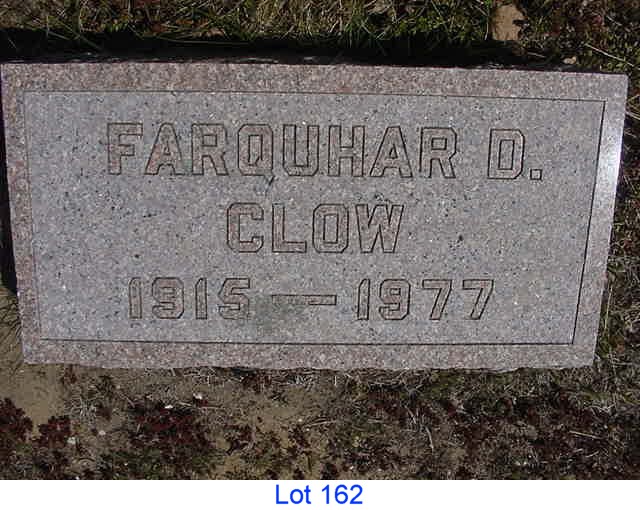 FARQUHAR D.
CLOW
1915 — 1977
Lot 162